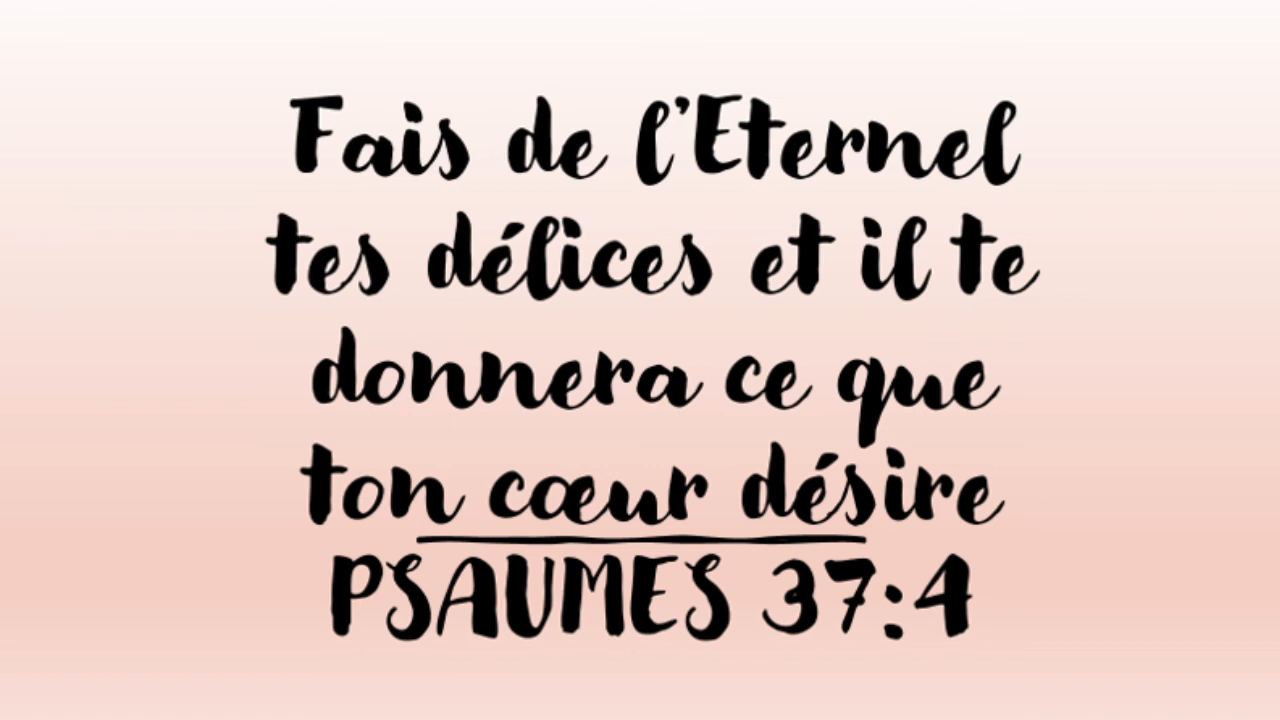 Fais de l'Eternel
tes délices et il te
donnera ce que
ton cœur désire
PSAUMES 37:4